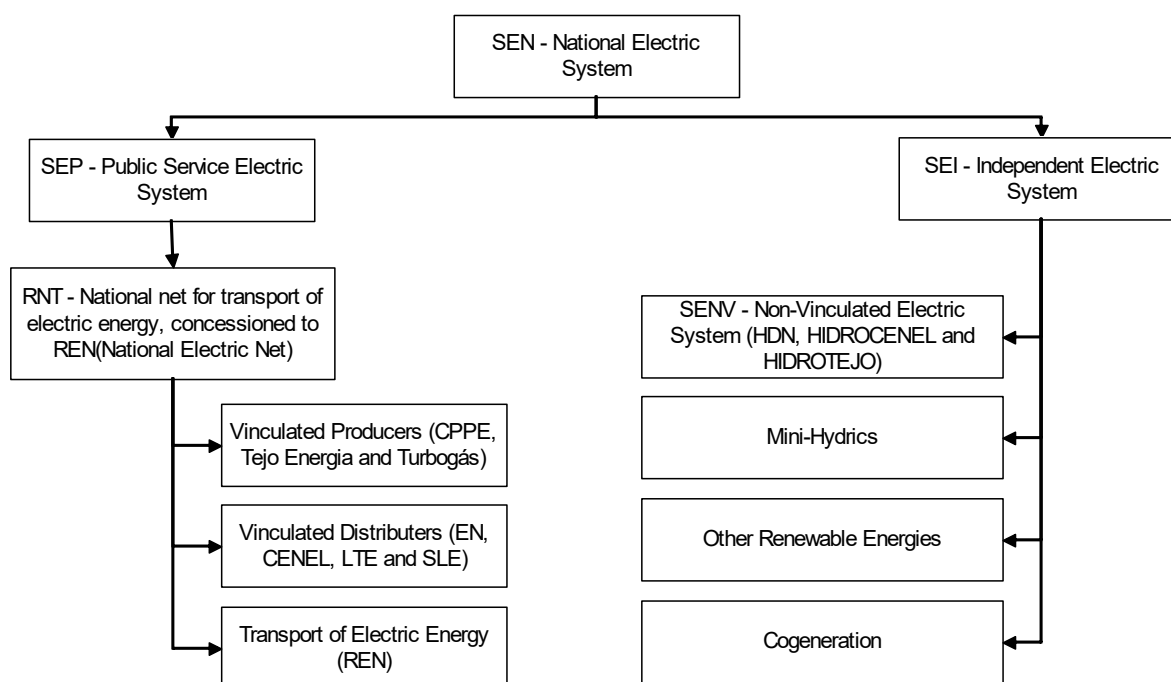 SEN - National Electric
System
SEP - Public Service Electric
System
SEI - Independent Electric
System
RNT - National net for transport of
electric energy, concessioned to
REN(National Electric Net)
SENV - Non-Vinculated Electric
System (HDN, HIDROCENEL and
HIDROTEJO)
Vinculated Producers (CPPE,
Tejo Energia and Turbogás)
Mini-Hydrics
Vinculated Distributers (EN,
CENEL, LTE and SLE)
Other Renewable Energies
Transport of Electric Energy
(REN)
Cogeneration